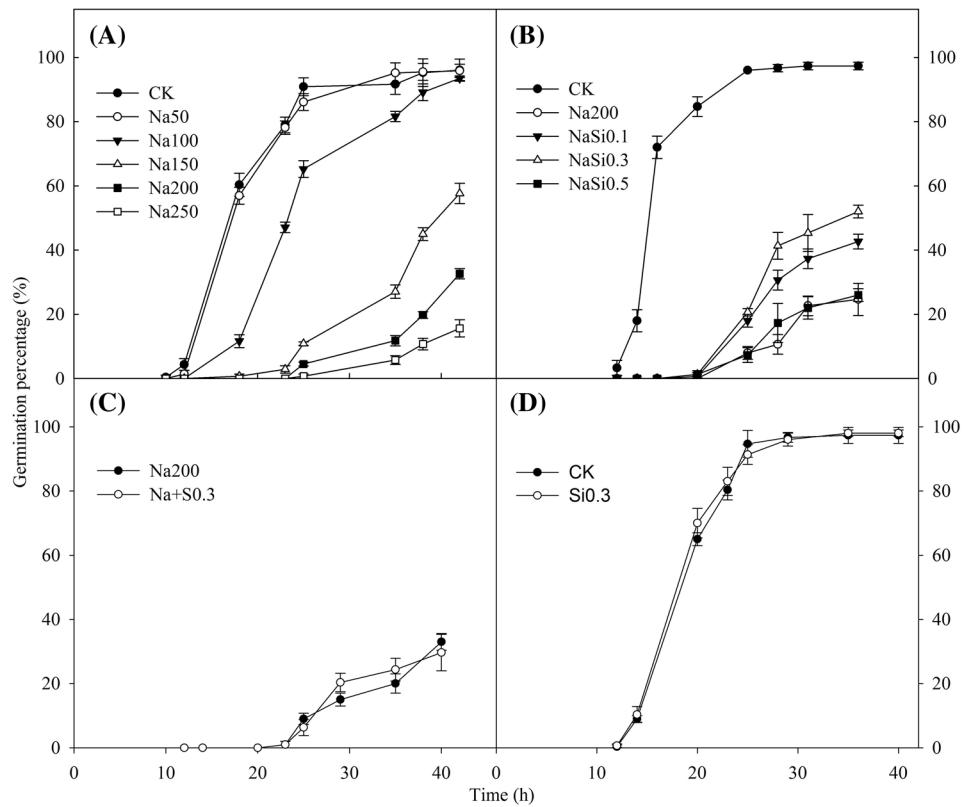 (A)
CK
Na50
Na100
Na150
Na200
Na250
(B)
CK
Na200
NaSi0.1
NaSi0.3
NaSi0.5
100
80
60
40
20
0
100
80
60
40
20
0
(C)
Na200
Na+S0.3
(D)
CK
Si0.3
100
80
60
40
20
0
100
80
60
40
20
0
Germination percentage (%)
0 10 20 30 40
0 10 20 30 40
Time (h)